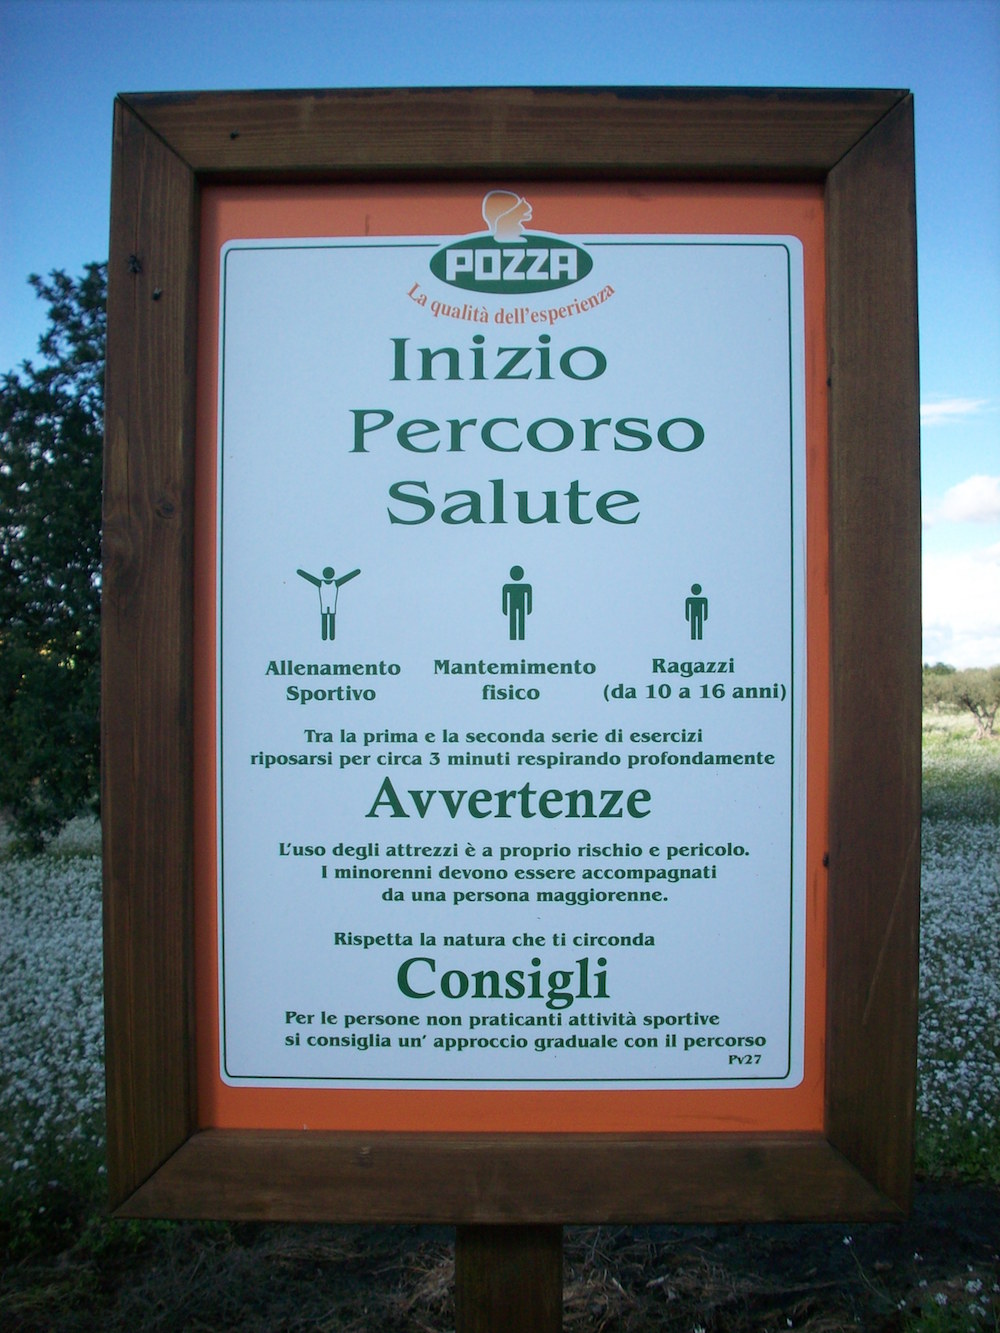 POZZA
La qualità dell'esperienza
Inizio
Percorso
Salute
Allenamento
Sportivo
Mantemimento
fisico
Ragazzi
(da 10 a 16 anni)
Tra la prima e la seconda serie di esercizi
riposarsi per circa 3 minuti respirando profondamente
Avvertenze
L'uso degli attrezzi è a proprio rischio e pericolo.
I minorenni devono essere accompagnati
da una persona maggiorenne.
Rispetta la natura che ti circonda
Consigli
Per le persone non praticanti attività sportive
si consiglia un' approccio graduale con il percorso
Pv27